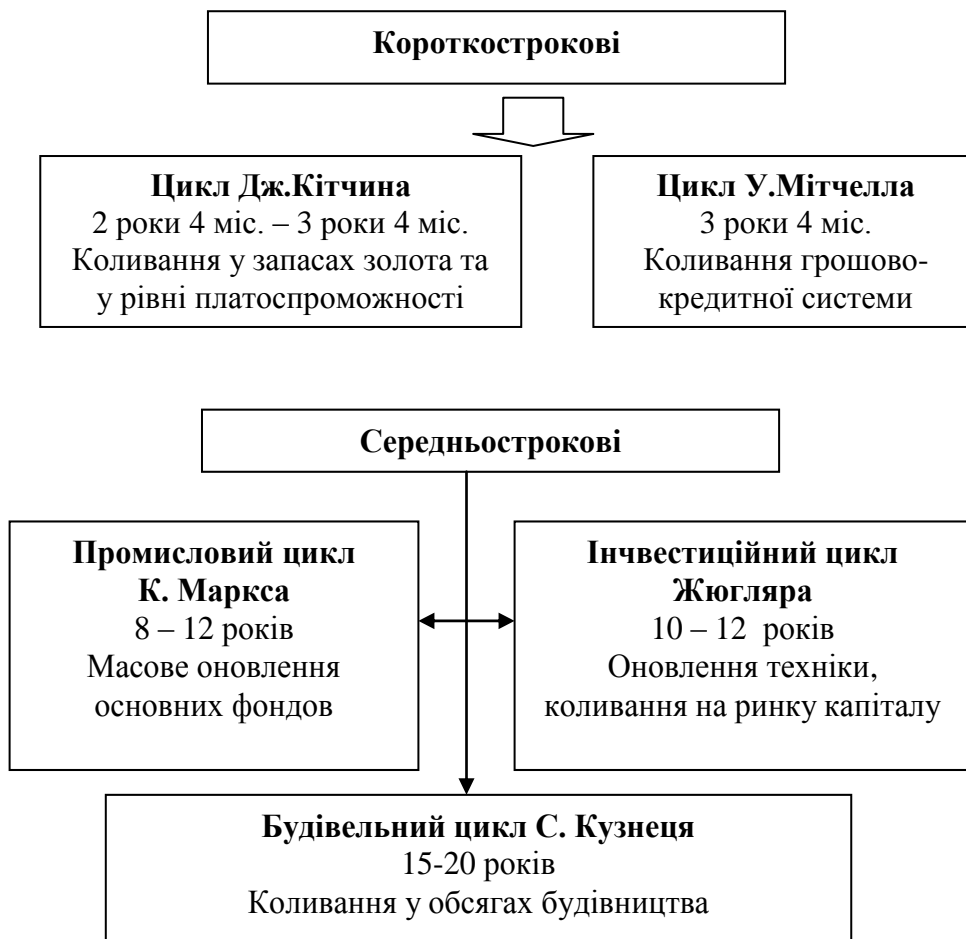 Короткострокові
Цикл Дж.Кітчина
2 роки 4 міс. – 3 роки 4 міс.
Коливання у запасах золота та
у рівні платоспроможності
Цикл У.Мітчелла
3 роки 4 міс.
Коливання грошово-
кредитної системи
Середньострокові
Промисловий цикл
К. Маркса
8 – 12 років
Масове оновлення
основних фондов
Інчвестиційний цикл
Жюгляра
10 – 12 років
Оновлення техніки,
коливання на ринку капіталу
Будівельний цикл С. Кузнеця
15-20 років
Коливання у обсягах будівництва